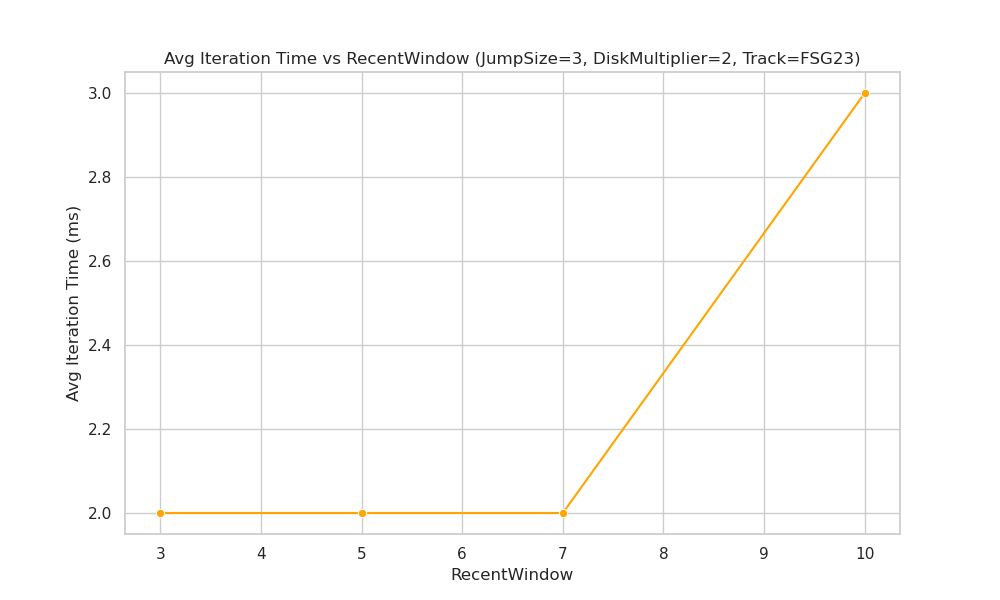 Avg Iteration Time vs RecentWindow (JumpSize=3, DiskMultiplier=2, Track=FSG23)
Avg Iteration Time (ms)
3.0
2.8
2.6
2.4
2.2
2.0
3 4 5 6 7 8 9 10
RecentWindow